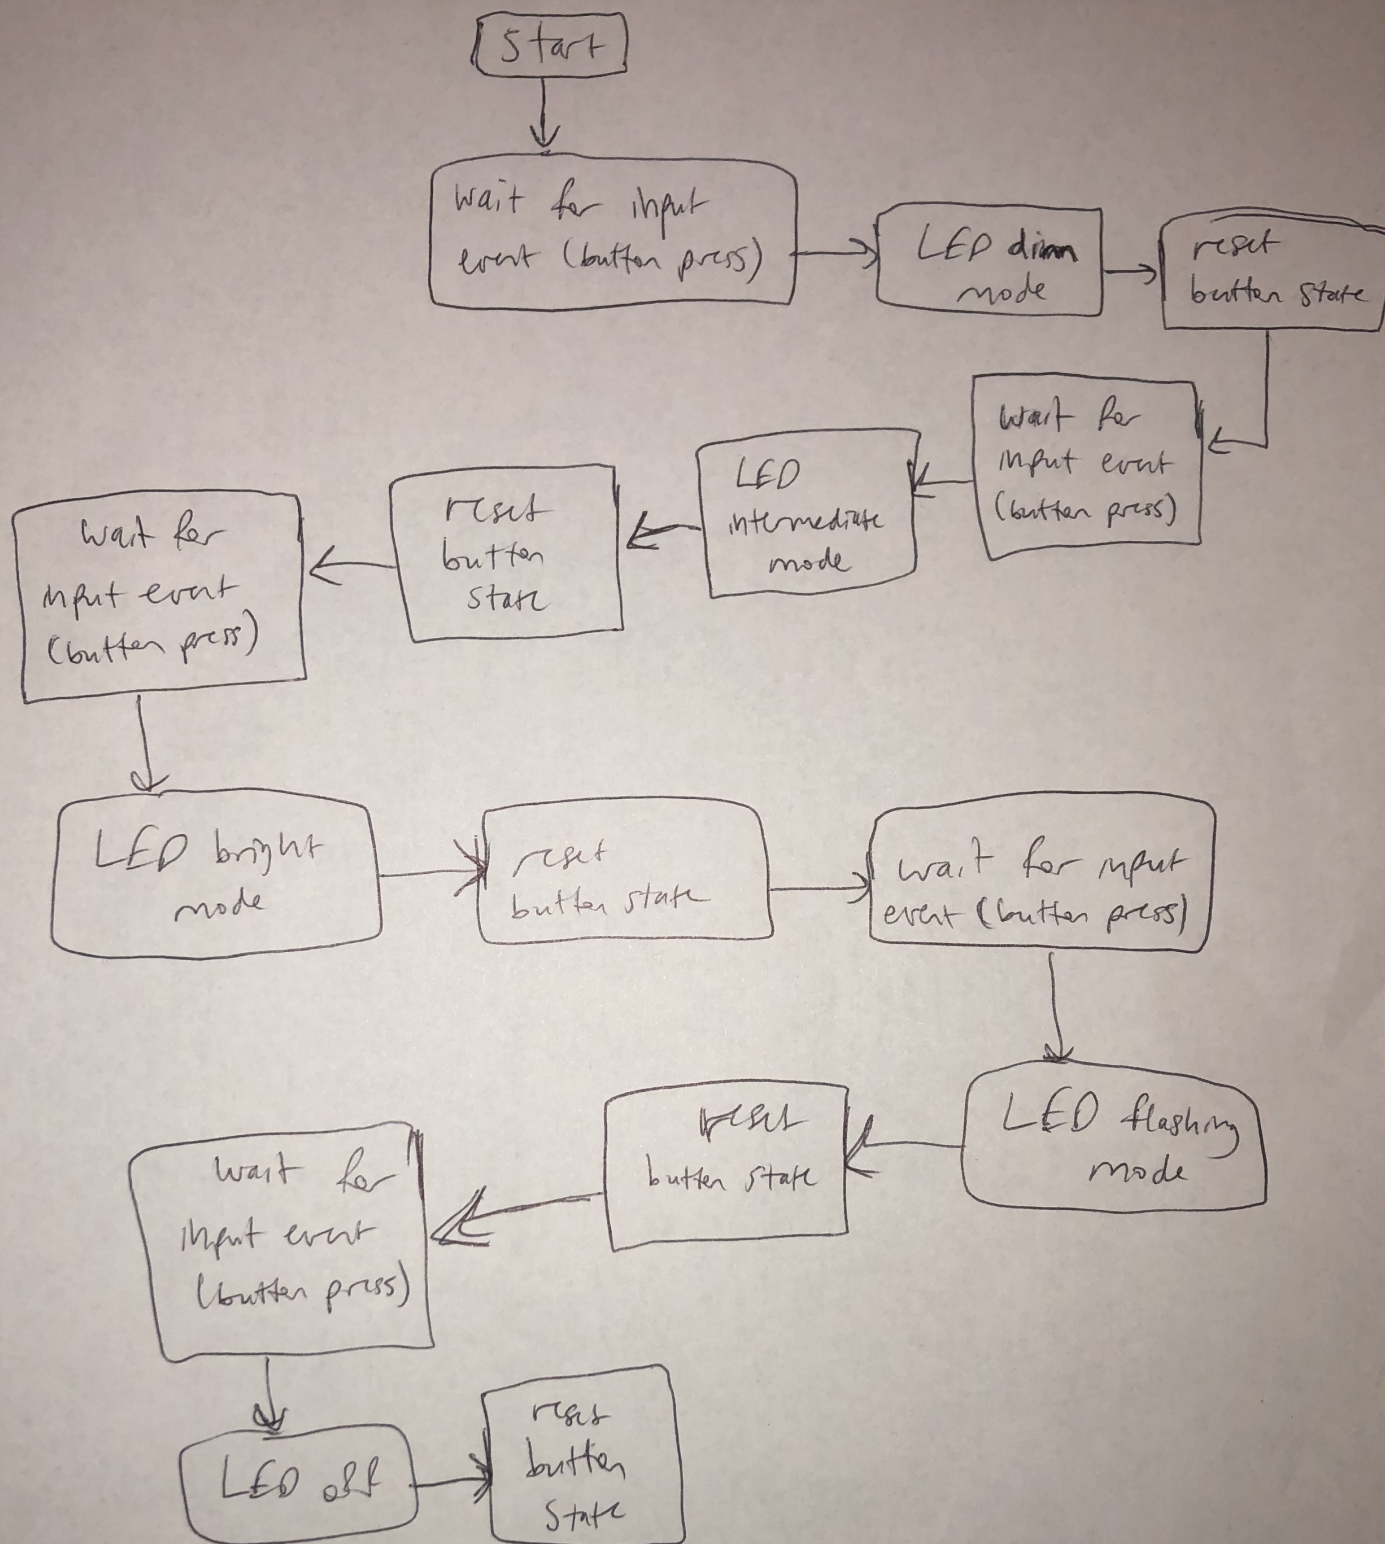 Start
wait for input
event (button press)
LED dim
mode
reset
button state
wait for
input event
(button press)
LED
intermediate
mode
reset
button
state
wait for
input event
(button press)
LED bright
mode
reset
button state
wait for input
event (button press)
LED flashing
mode
reset
button state
wait for
input event
(button press)
LED off
reset
button
state